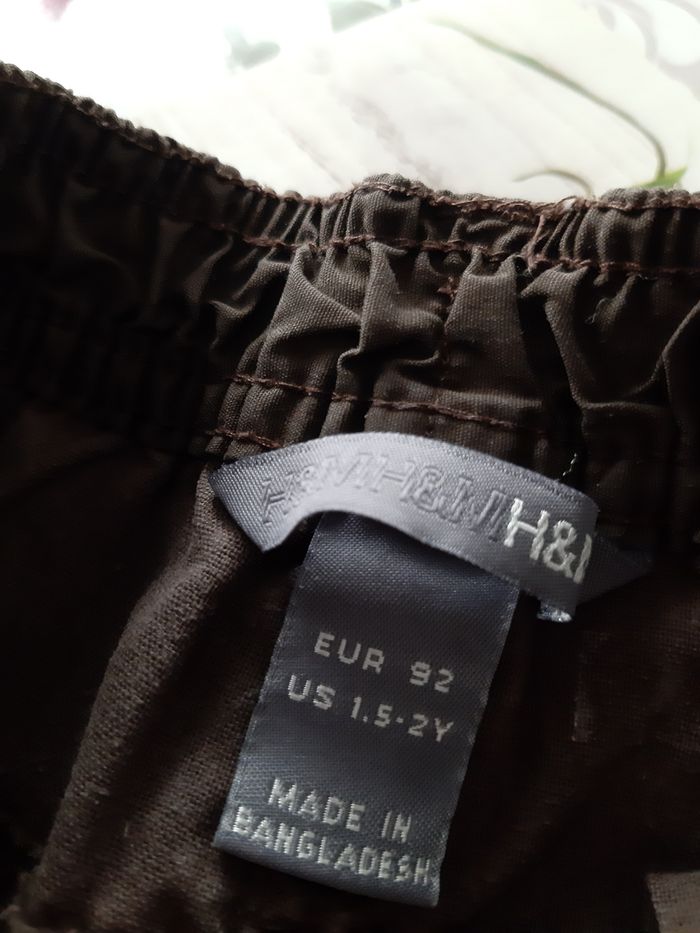 H&M H&M H&
EUR 92
US 1.5-2Y
MADE IN
BANGLADESH